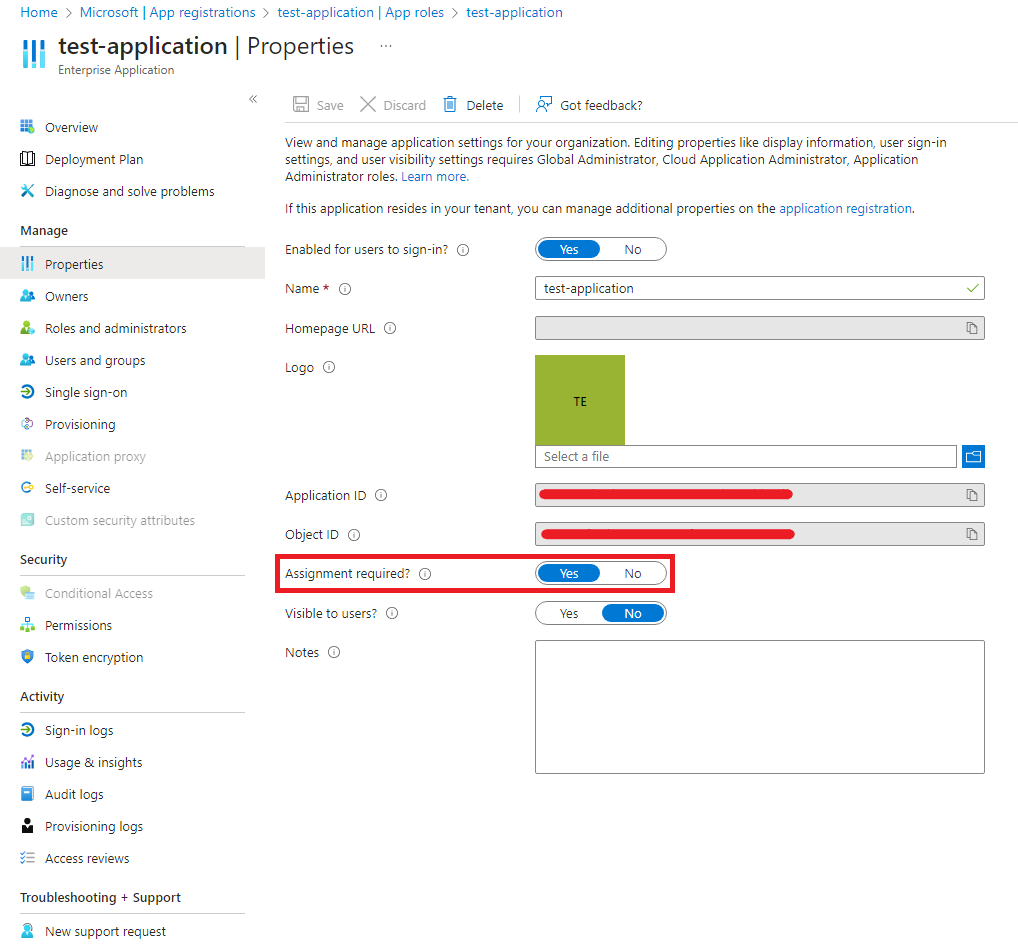 Home > Microsoft | App registrations > test-application | App roles > test-application
test-application | Properties ...
Enterprise Application
«
Overview
Deployment Plan
Diagnose and solve problems
Manage
Properties
Owners
Roles and administrators
Users and groups
Single sign-on
Provisioning
Application proxy
Self-service
Custom security attributes
Security
Conditional Access
Permissions
Token encryption
Activity
Sign-in logs
Usage & insights
Audit logs
Provisioning logs
Access reviews
Troubleshooting + Support
New support request
Save Discard Delete Got feedback?
View and manage application settings for your organization. Editing properties like display information, user sign-in
settings, and user visibility settings requires Global Administrator, Cloud Application Administrator, Application
Administrator roles. Learn more.
If this application resides in your tenant, you can manage additional properties on the application registration.
Enabled for users to sign-in? Yes No
Name * test-application
Homepage URL
Logo
TE
Select a file
Application ID
Object ID
Assignment required? Yes No
Visible to users? Yes No
Notes